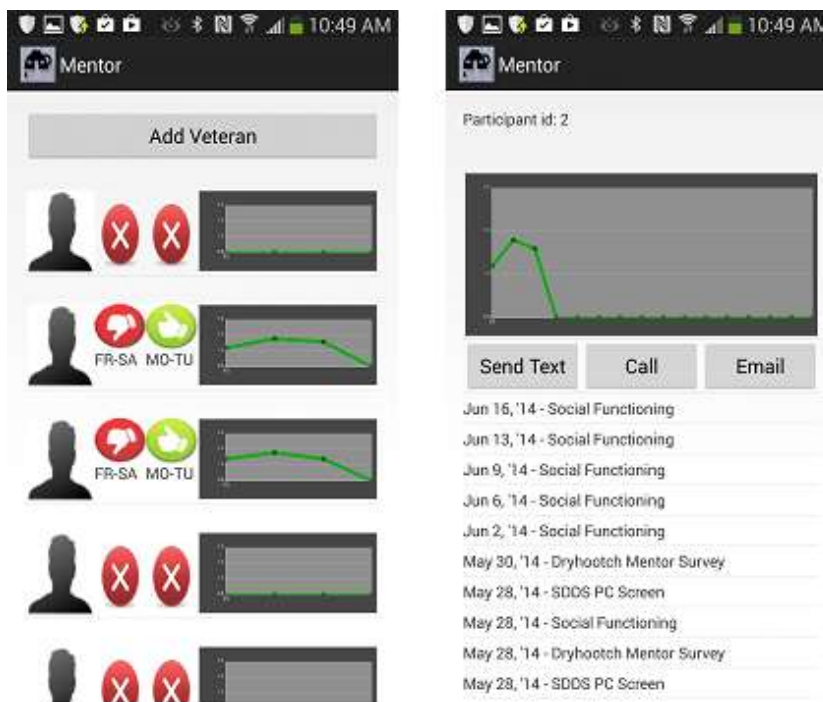 10:49 AM
Mentor
Add Veteran
FR-SA MO-TU
FR-SA MO-TU
10:49 AM
Mentor
Participant id: 2
Send Text Call Email
Jun 16, '14 - Social Functioning
Jun 13, '14 - Social Functioning
Jun 9, '14 - Social Functioning
Jun 6, '14 - Social Functioning
Jun 2, '14 - Social Functioning
May 30, '14 - Dryhootch Mentor Survey
May 28, '14 - SDDS PC Screen
May 28, '14 - Social Functioning
May 28, '14 - Dryhootch Mentor Survey
May 28, '14 - SDDS PC Screen